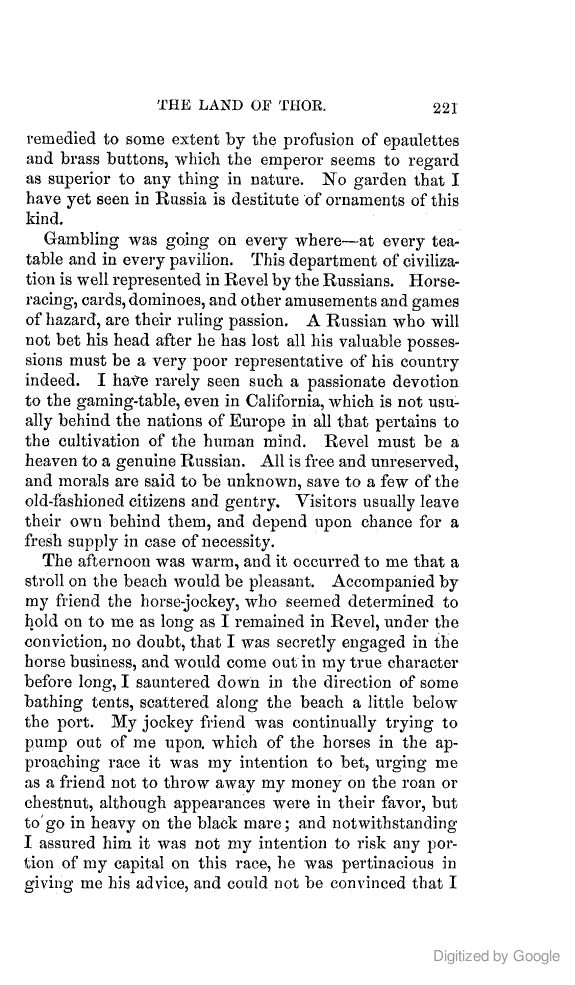 THE LAND OF THOR. 221
remedied to some extent by the profusion of epaulettes
and brass buttons, which the emperor seems to regard
as superior to any thing in nature. No garden that I
have yet seen in Russia is destitute of ornaments of this
kind.
Gambling was going on every where—at every tea-
table and in every pavilion. This department of civiliza-
tion is well represented in Revel by the Russians. Horse-
racing, cards, dominoes, and other amusements and games
of hazard, are their ruling passion. A Russian who will
not bet his head after he has lost all his valuable posses-
sions must be a very poor representative of his country
indeed. I have rarely seen such a passionate devotion
to the gaming-table, even in California, which is not usu-
ally behind the nations of Europe in all that pertains to
the cultivation of the human mind. Revel must be a
heaven to a genuine Russian. All is free and unreserved,
and morals are said to be unknown, save to a few of the
old-fashioned citizens and gentry. Visitors usually leave
their own behind them, and depend upon chance for a
fresh supply in case of necessity.
The afternoon was warm, and it occurred to me that a
stroll on the beach would be pleasant. Accompanied by
my friend the horse-jockey, who seemed determined to
hold on to me as long as I remained in Revel, under the
conviction, no doubt, that I was secretly engaged in the
horse business, and would come out in my true character
before long, I sauntered down in the direction of some
bathing tents, scattered along the beach a little below
the port. My jockey friend was continually trying to
pump out of me upon which of the horses in the ap-
proaching race it was my intention to bet, urging me
as a friend not to throw away my money on the roan or
chestnut, although appearances were in their favor, but
to go in heavy on the black mare; and notwithstanding
I assured him it was not my intention to risk any por-
tion of my capital on this race, he was pertinacious in
giving me his advice, and could not be convinced that I
Digitized by Google